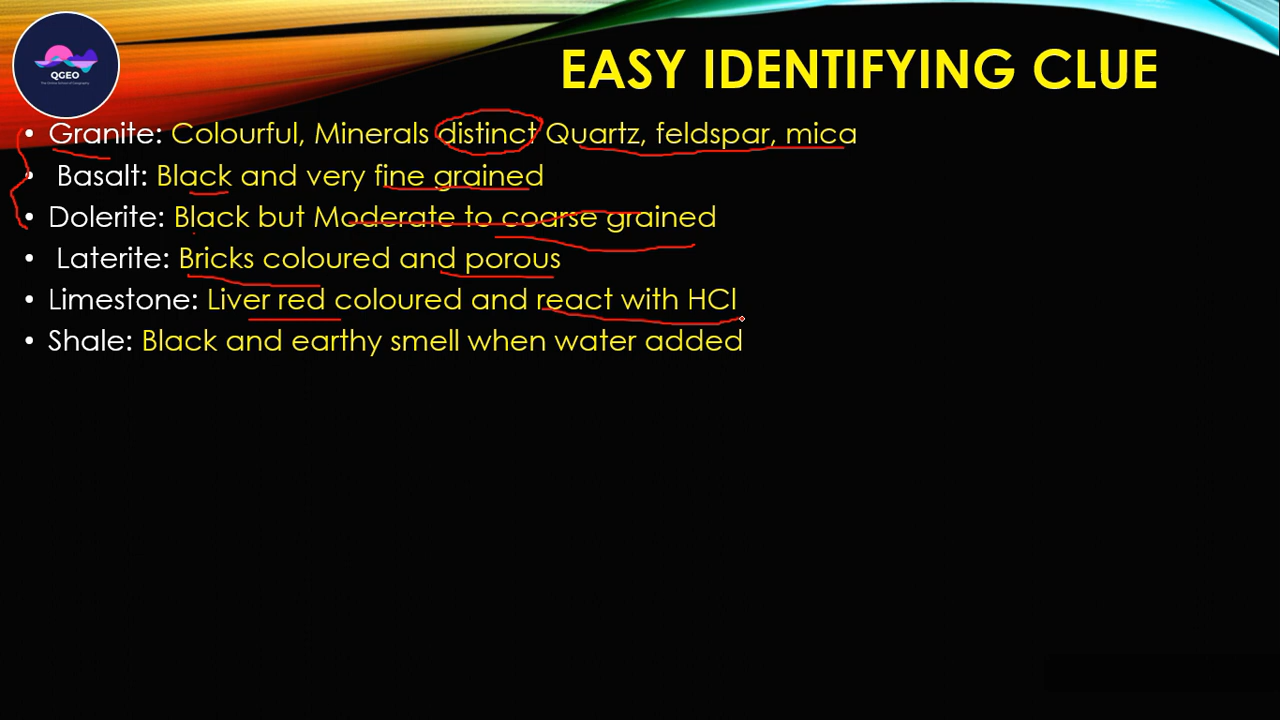 QGEO
EASY IDENTIFYING CLUE
• Granite: Colourful, Minerals distinct Quartz, feldspar, mica
• Basalt: Black and very fine grained
• Dolerite: Black but Moderate to coarse grained
• Laterite: Bricks coloured and porous
• Limestone: Liver red coloured and react with HCl
• Shale: Black and earthy smell when water added